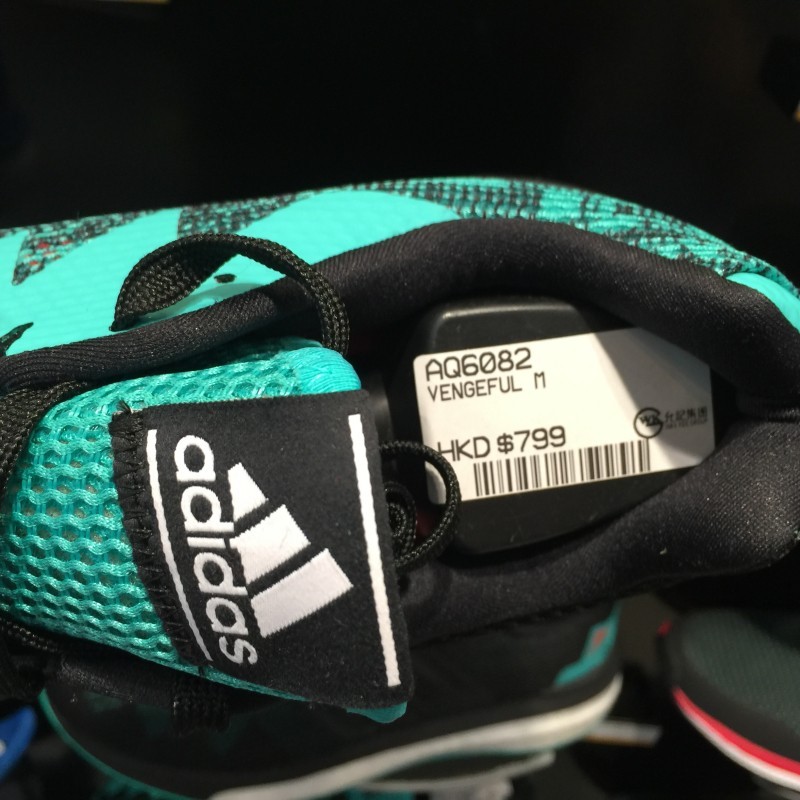 AQ6082
VENGEFUL M
HKD $799
adidas